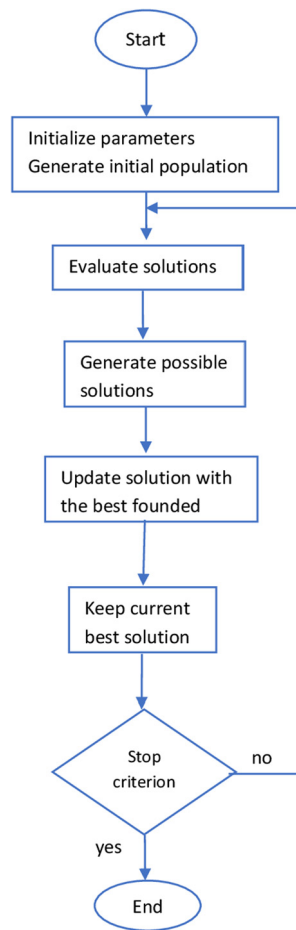 Start
Initialize parameters
Generate initial population
Evaluate solutions
Generate possible
solutions
Update solution with
the best founded
Keep current
best solution
Stop
criterion
no
yes
End